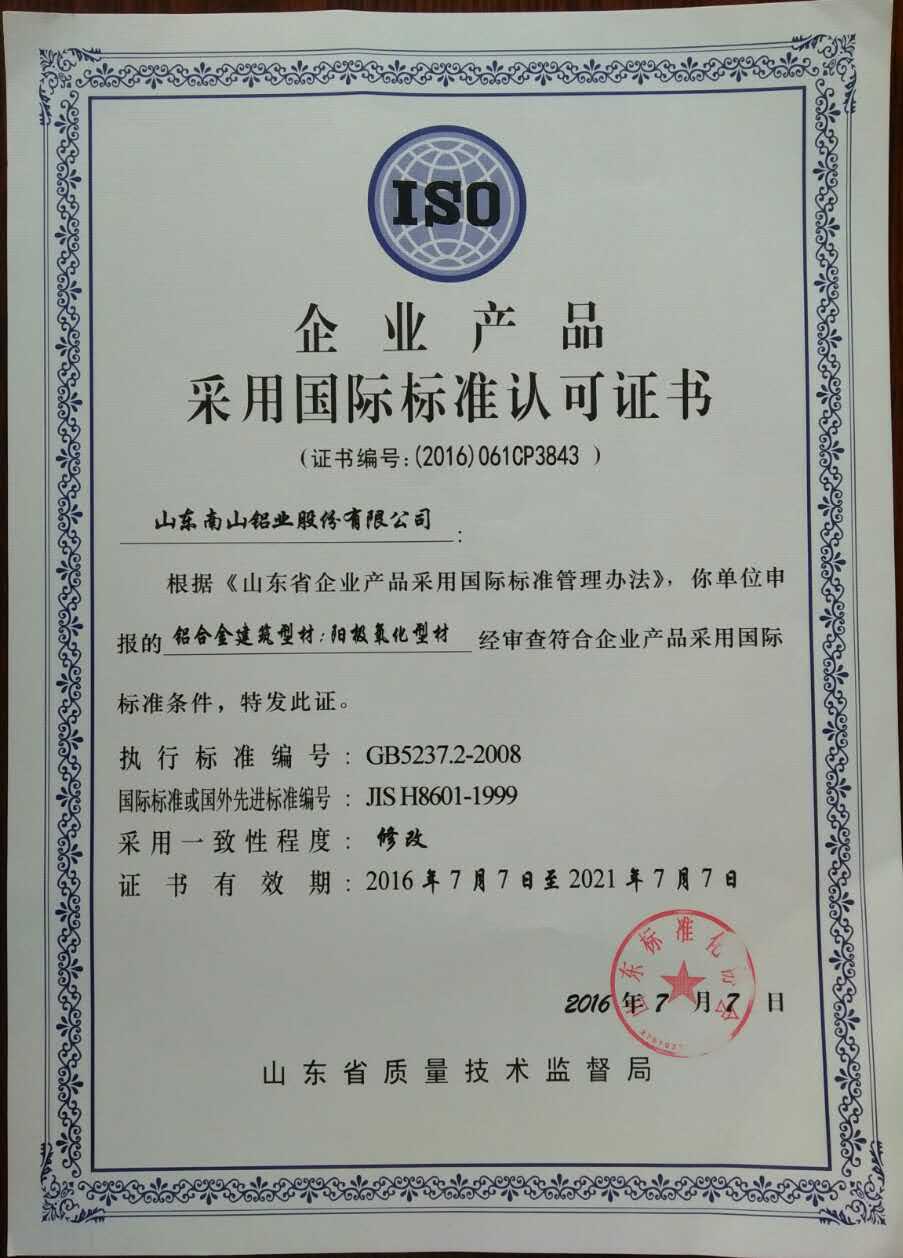 ISO
企业产品
采用国际标准认可证书
（证书编号:(2016)061CP3843 ）
山东南山铝业股份有限公司：
根据《山东省企业产品采用国际标准管理办法》，你单位申
报的 铝合金建筑型材：阳极氧化型材 经审查符合企业产品采用国际
标准条件，特发此证。
执行标准编号：GB5237.2-2008
国际标准或国外先进标准编号：JIS H8601-1999
采用一致性程度：修改
证书有效期：2016年7月7日至2021年7月7日
山东标准化协会
2016年7月7日
山东省质量技术监督局